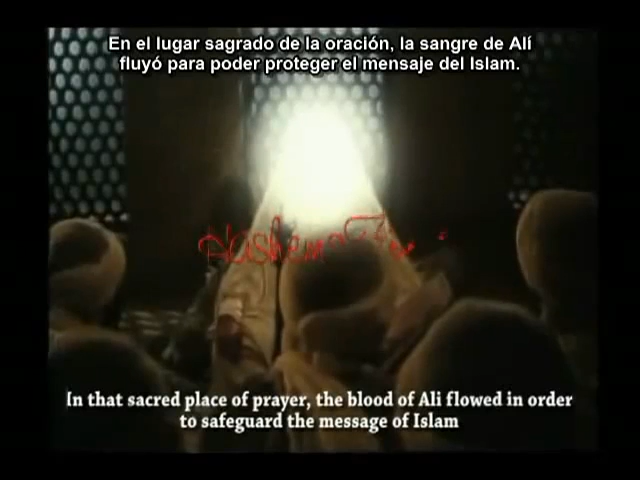 En el lugar sagrado de la oración, la sangre de Alí
fluyó para poder proteger el mensaje del Islam.
Hashem
In that sacred place of prayer, the blood of Ali flowed in order
to safeguard the message of Islam